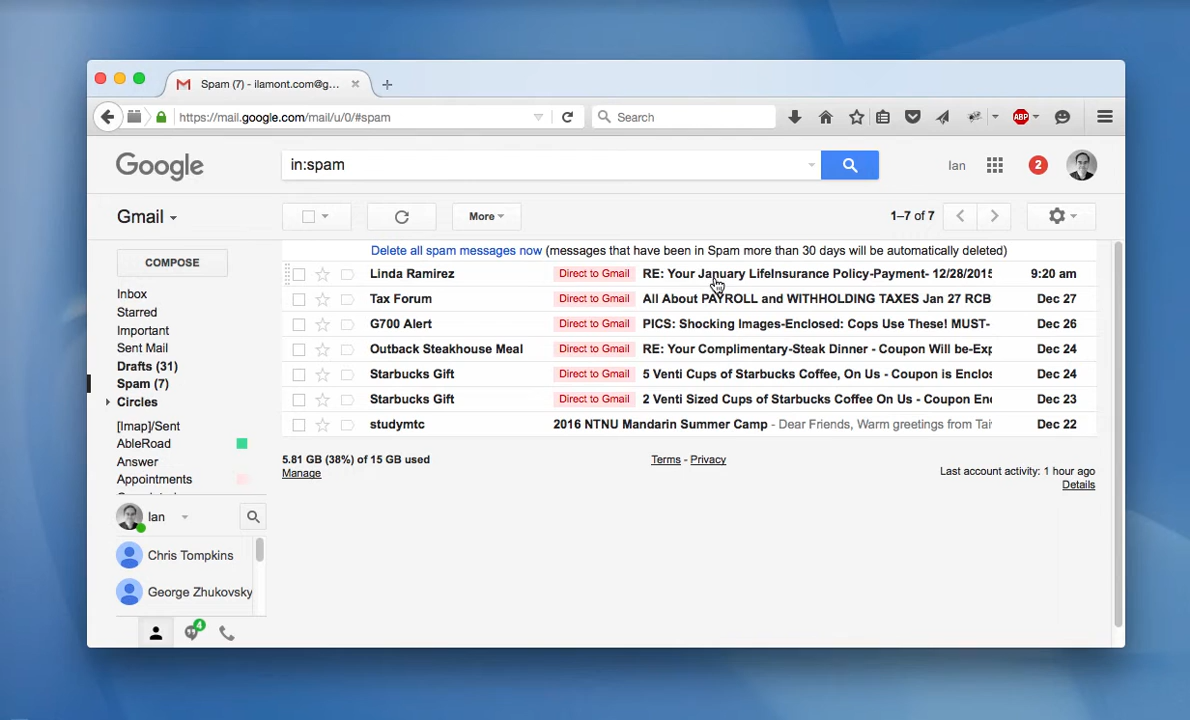 Spam (7) - ilamont.com@g...
https://mail.google.com/mail/u/0/#spam
Search
ABP
Google
in:spam
Ian
2
Gmail
More
1–7 of 7
COMPOSE
Delete all spam messages now (messages that have been in Spam more than 30 days will be automatically deleted)
Linda Ramirez Direct to Gmail RE: Your January LifeInsurance Policy-Payment- 12/28/2015 9:20 am
Tax Forum Direct to Gmail All About PAYROLL and WITHHOLDING TAXES Jan 27 RCB Dec 27
G700 Alert Direct to Gmail PICS: Shocking Images-Enclosed: Cops Use These! MUST- Dec 26
Outback Steakhouse Meal Direct to Gmail RE: Your Complimentary-Steak Dinner - Coupon Will be-Exp Dec 24
Starbucks Gift Direct to Gmail 5 Venti Cups of Starbucks Coffee, On Us - Coupon is Enclos Dec 24
Starbucks Gift Direct to Gmail 2 Venti Sized Cups of Starbucks Coffee On Us - Coupon Enc Dec 23
studymtc 2016 NTNU Mandarin Summer Camp - Dear Friends, Warm greetings from Tai Dec 22
Inbox
Starred
Important
Sent Mail
Drafts (31)
Spam (7)
Circles
[Imap]/Sent
AbleRoad
Answer
Appointments
5.81 GB (38%) of 15 GB used
Manage
Terms - Privacy
Last account activity: 1 hour ago
Details
Ian
Chris Tompkins
George Zhukovsky
4